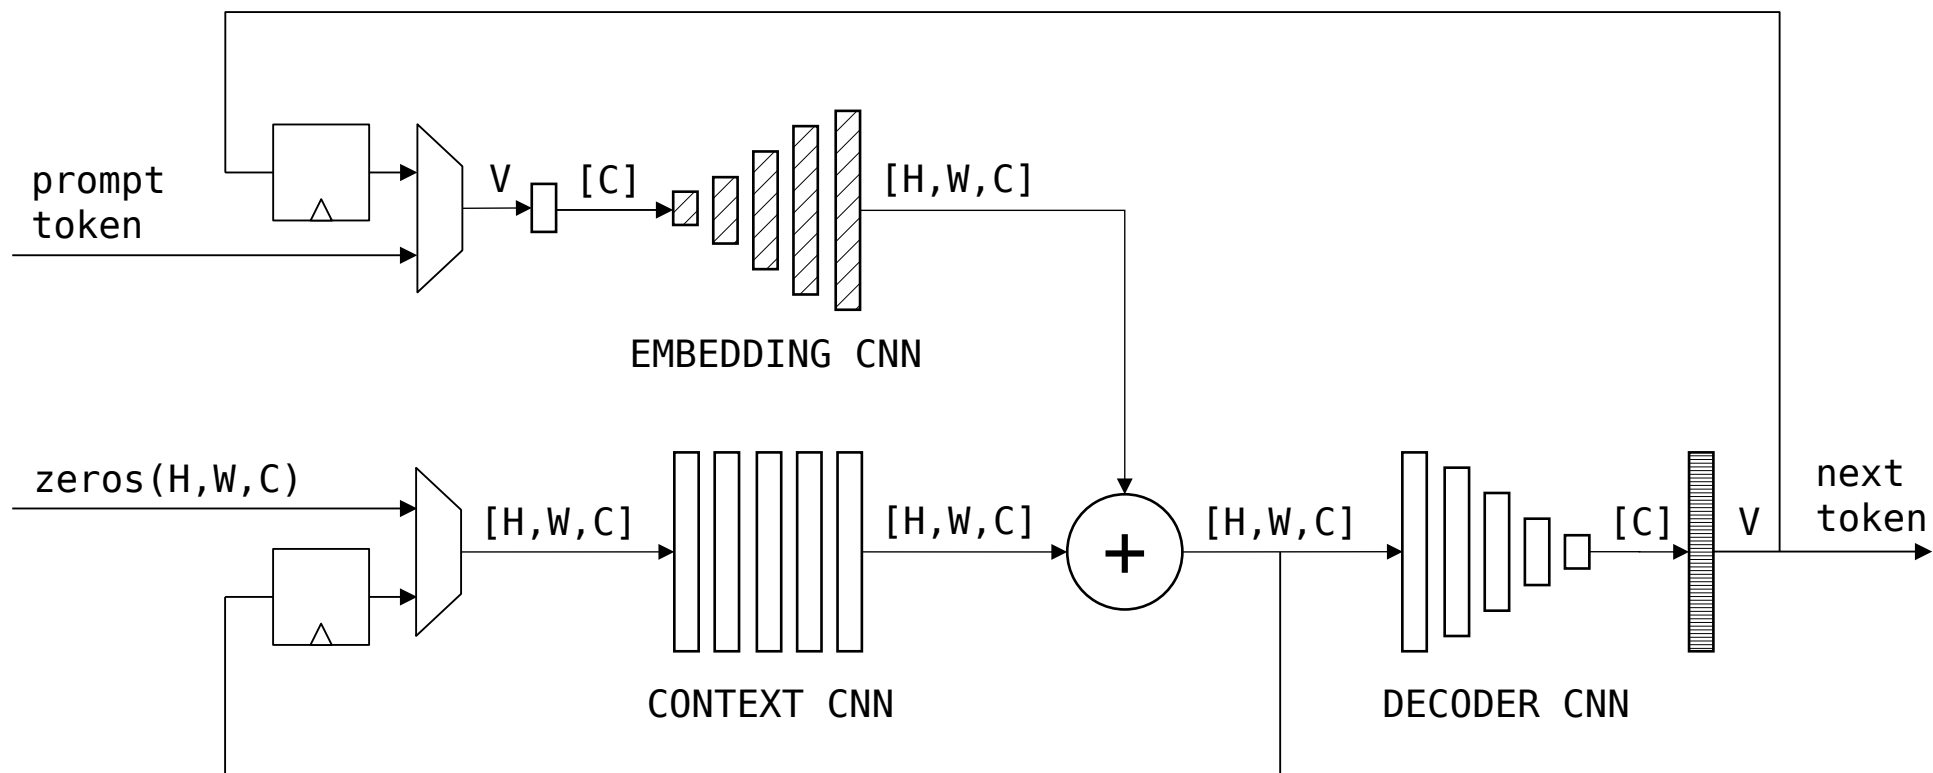 prompt
token
V
[C]
[H,W,C]
EMBEDDING CNN
zeros(H,W,C)
[H,W,C]
[H,W,C]
+
[H,W,C]
[C]
V
next
token
CONTEXT CNN
DECODER CNN